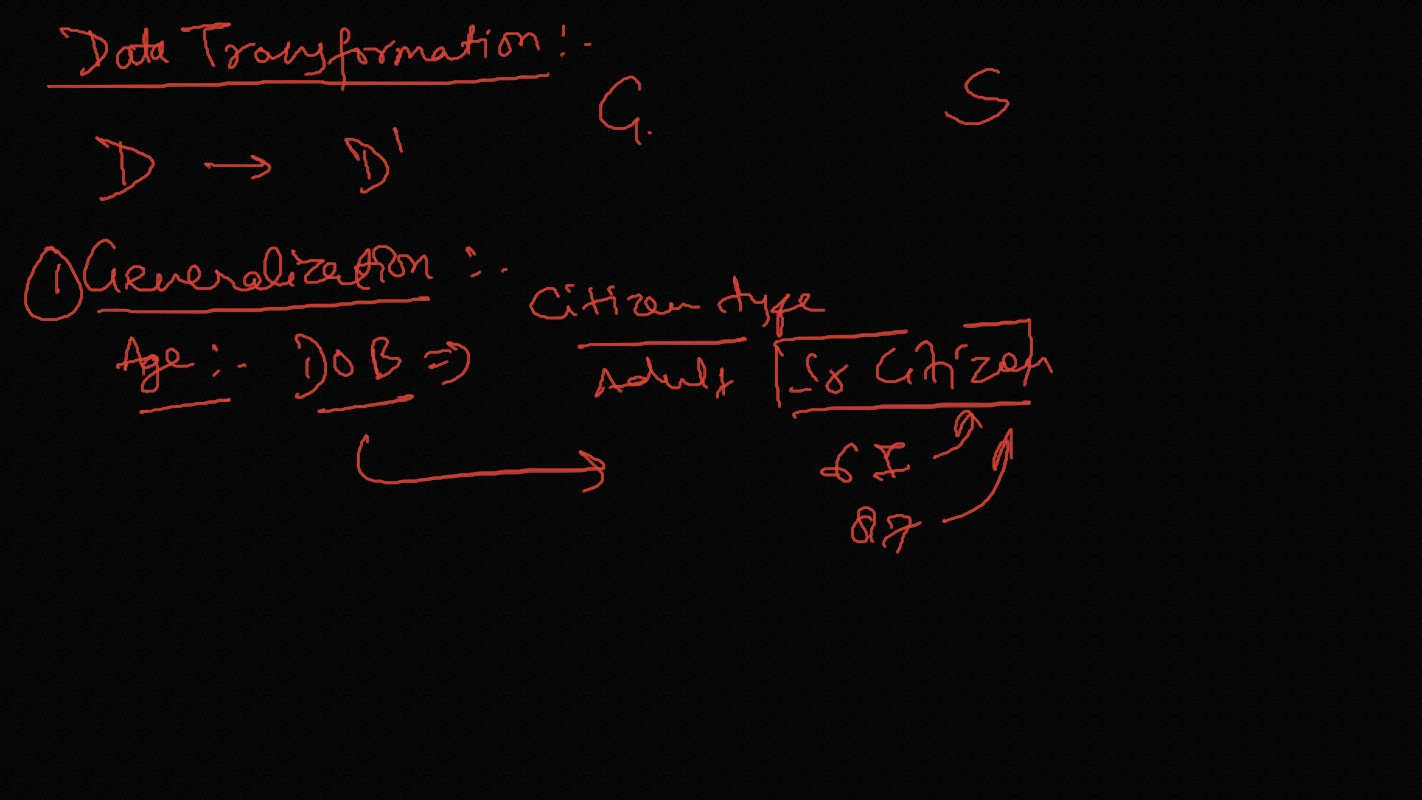 Data Transformation :-
G. S
D → D'
① Generalization :-
Citizen type
Age :- DOB ⇒ Adult Sr Citizen
61
87